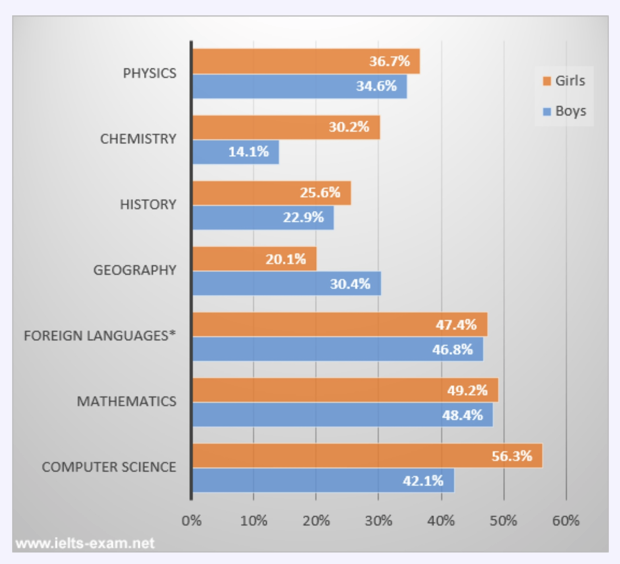 PHYSICS
36.7%
34.6%
Girls
Boys
CHEMISTRY
30.2%
14.1%
HISTORY
25.6%
22.9%
GEOGRAPHY
20.1%
30.4%
FOREIGN LANGUAGES*
47.4%
46.8%
MATHEMATICS
49.2%
48.4%
COMPUTER SCIENCE
56.3%
42.1%
0% 10% 20% 30% 40% 50% 60%
www.ielts-exam.net